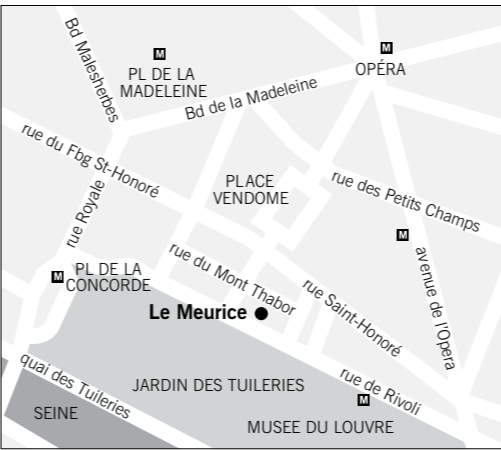 Bd Malesherbes
M
PL DE LA
MADELEINE
M
OPÉRA
Bd de la Madeleine
rue du Fbg St-Honoré
PLACE
VENDOME
rue des Petits Champs
rue Royale
M
avenue de l'Opera
M
PL DE LA
CONCORDE
rue du Mont Thabor
rue Saint-Honoré
Le Meurice
quai des Tuileries
JARDIN DES TUILERIES
rue de Rivoli
M
SEINE
MUSEE DU LOUVRE